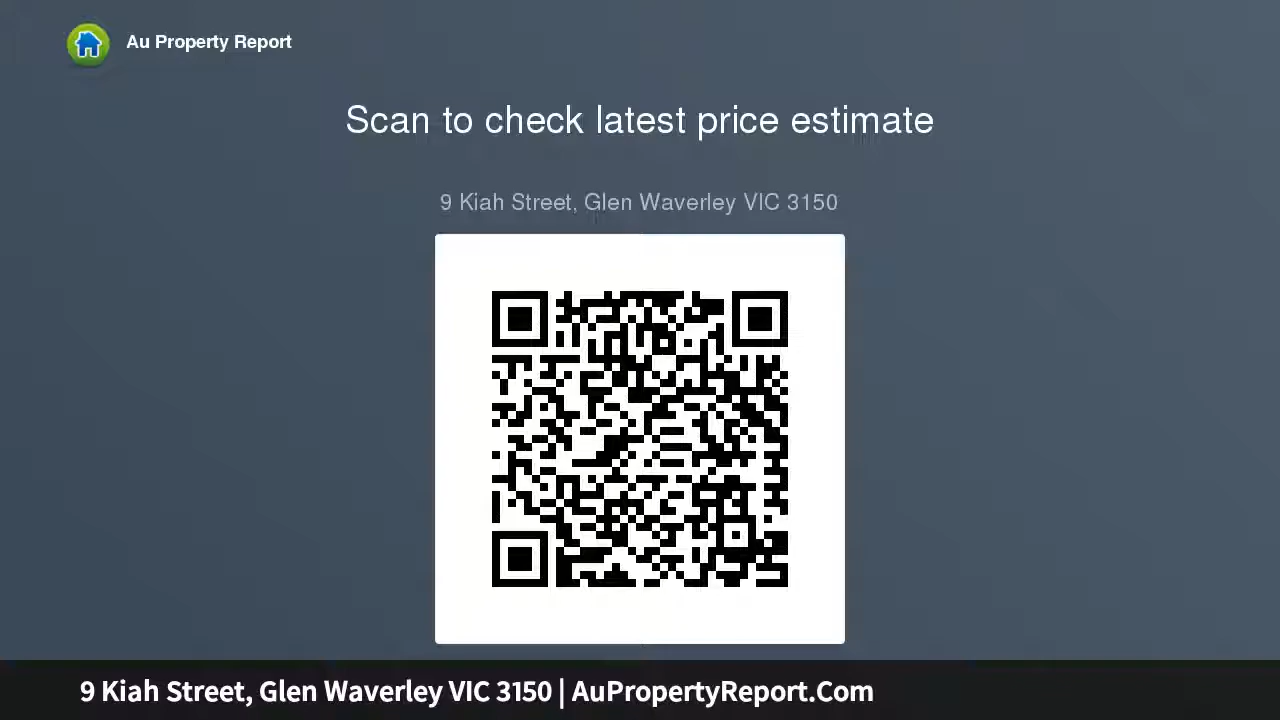 Au Property Report
Scan to check latest price estimate
9 Kiah Street, Glen Waverley VIC 3150
9 Kiah Street, Glen Waverley VIC 3150 | AuPropertyReport.Com